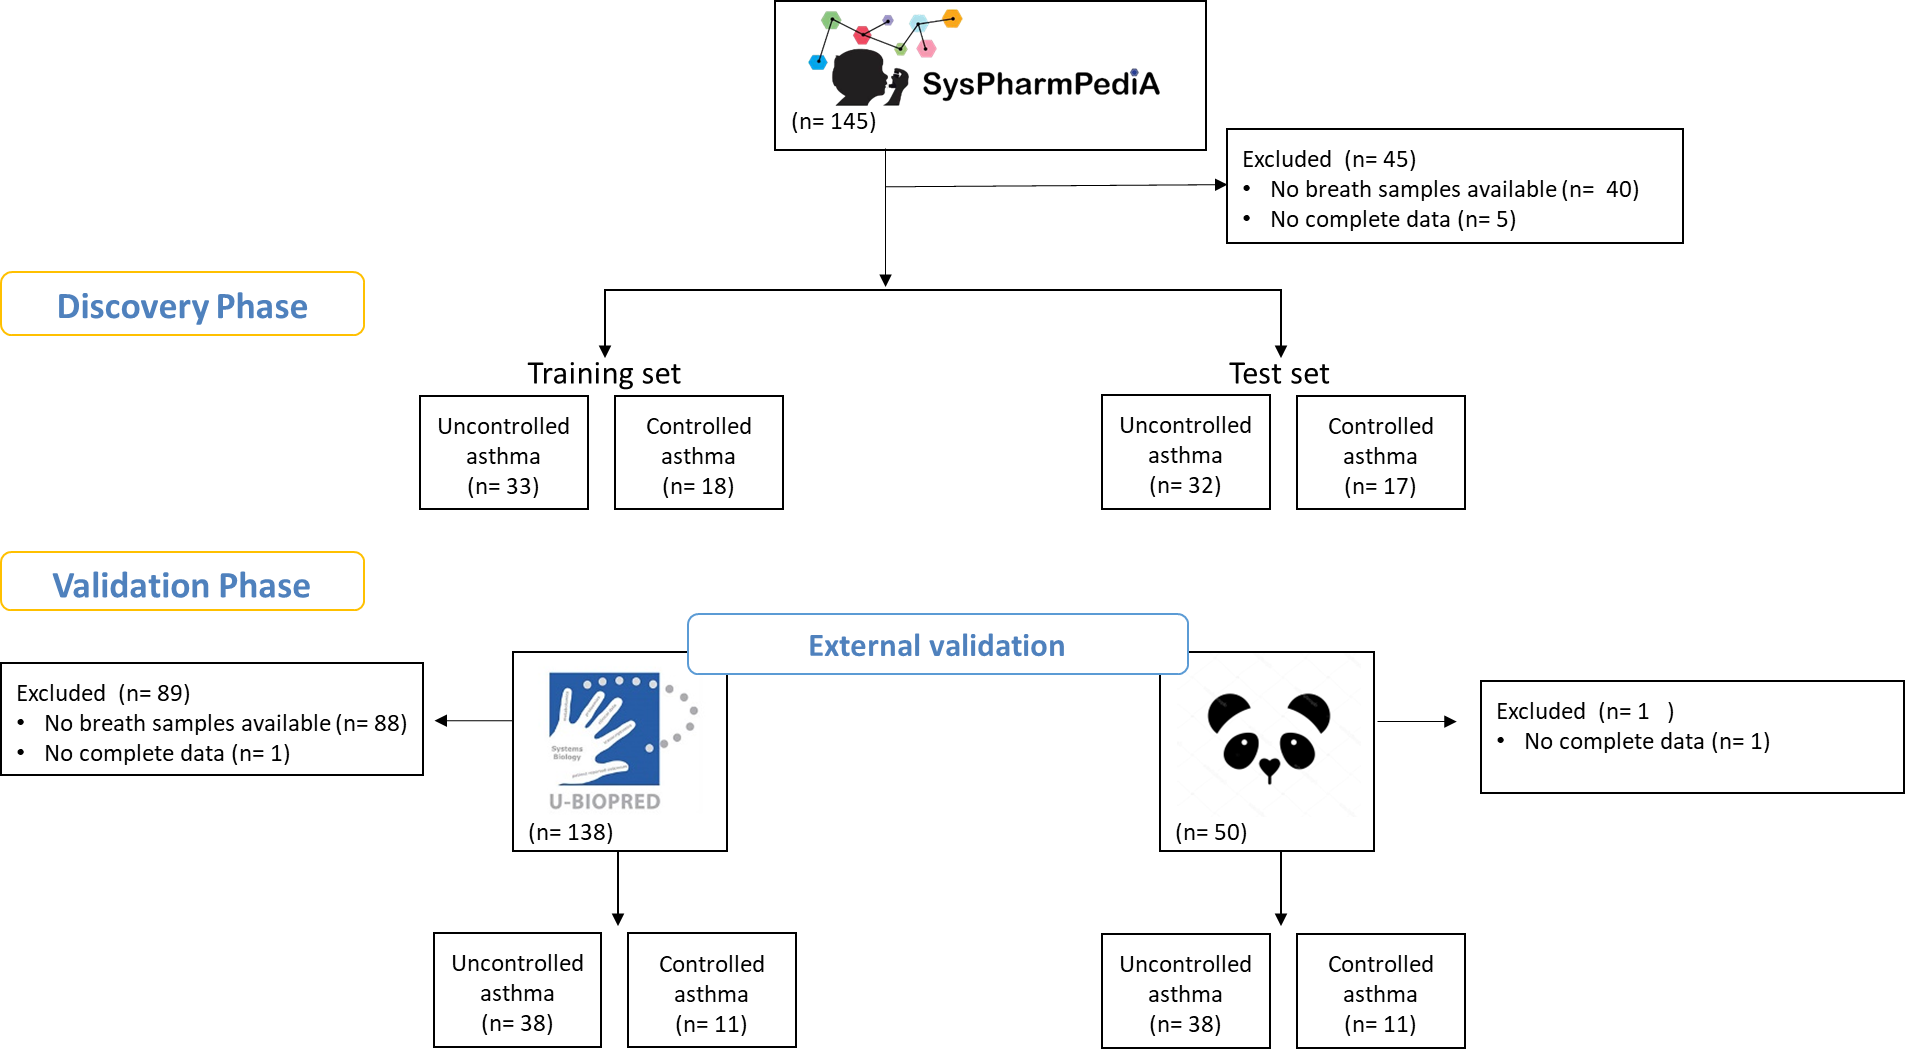 SysPharmPediA
(n= 145)
Excluded (n= 45)
• No breath samples available (n= 40)
• No complete data (n= 5)
Discovery Phase
Training set
Test set
Uncontrolled
asthma
(n= 33)
Controlled
asthma
(n= 18)
Uncontrolled
asthma
(n= 32)
Controlled
asthma
(n= 17)
Validation Phase
External validation
Excluded (n= 89)
• No breath samples available (n= 88)
• No complete data (n= 1)
Systems
Biology
U-BIOPRED
(n= 138)
(n= 50)
Excluded (n= 1 )
• No complete data (n= 1)
Uncontrolled
asthma
(n= 38)
Controlled
asthma
(n= 11)
Uncontrolled
asthma
(n= 38)
Controlled
asthma
(n= 11)